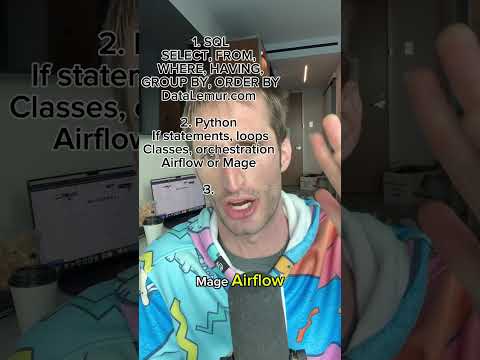 1. SQL
SELECT, FROM,
WHERE, HAVING,
GROUP BY, ORDER BY
DataLemur.com
2. Python
If statements, loops
Classes, orchestration
Airflow or Mage
3.
Mage Airflow
2.
If statem
Classes, o
Airflo